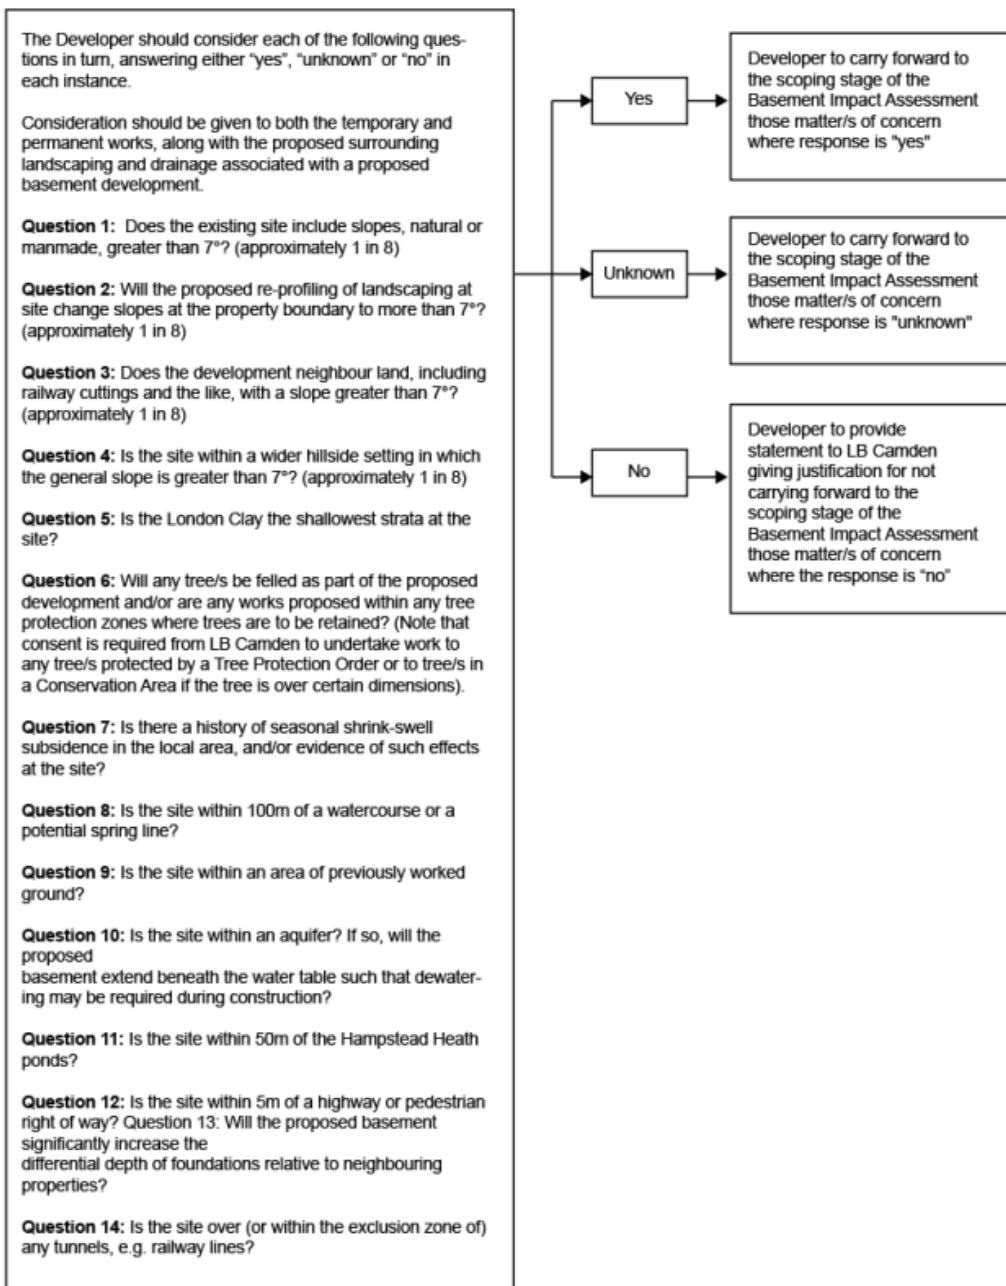 The Developer should consider each of the following ques-
tions in turn, answering either “yes”, “unknown” or “no” in
each instance.
Consideration should be given to both the temporary and
permanent works, along with the proposed surrounding
landscaping and drainage associated with a proposed
basement development.
Question 1:  Does the existing site include slopes, natural or
manmade, greater than 7°? (approximately 1 in 8)
Question 2: Will the proposed re-profiling of landscaping at
site change slopes at the property boundary to more than 7°?
(approximately 1 in 8)
Question 3: Does the development neighbour land, including
railway cuttings and the like, with a slope greater than 7°?
(approximately 1 in 8)
Question 4: Is the site within a wider hillside setting in which
the general slope is greater than 7°? (approximately 1 in 8)
Question 5: Is the London Clay the shallowest strata at the
site?
Question 6: Will any tree/s be felled as part of the proposed
development and/or are any works proposed within any tree
protection zones where trees are to be retained? (Note that
consent is required from LB Camden to undertake work to
any tree/s protected by a Tree Protection Order or to tree/s in
a Conservation Area if the tree is over certain dimensions).
Question 7: Is there a history of seasonal shrink-swell
subsidence in the local area, and/or evidence of such effects
at the site?
Question 8: Is the site within 100m of a watercourse or a
potential spring line?
Question 9: Is the site within an area of previously worked
ground?
Question 10: Is the site within an aquifer? If so, will the
proposed
basement extend beneath the water table such that dewater-
ing may be required during construction?
Question 11: Is the site within 50m of the Hampstead Heath
ponds?
Question 12: Is the site within 5m of a highway or pedestrian
right of way? Question 13: Will the proposed basement
significantly increase the
differential depth of foundations relative to neighbouring
properties?
Question 14: Is the site over (or within the exclusion zone of)
any tunnels, e.g. railway lines?
Yes
Developer to carry forward to
the scoping stage of the
Basement Impact Assessment
those matter/s of concern
where response is "yes"
Unknown
Developer to carry forward to
the scoping stage of the
Basement Impact Assessment
those matter/s of concern
where response is "unknown"
No
Developer to provide
statement to LB Camden
giving justification for not
carrying forward to the
scoping stage of the
Basement Impact Assessment
those matter/s of concern
where the response is “no”